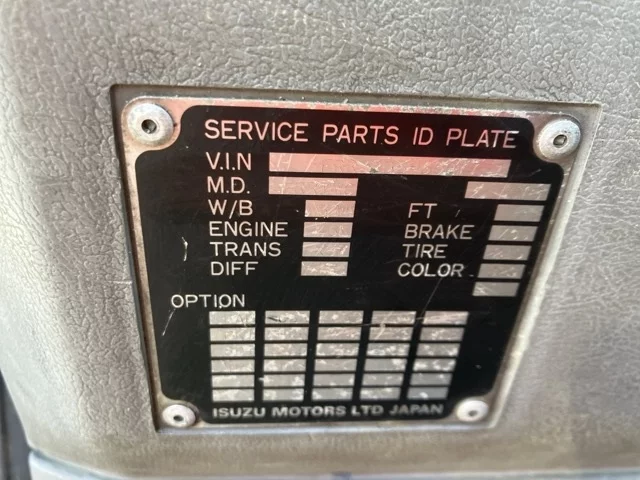 SERVICE PARTS ID PLATE
V.I.N
M.D.
W/B FT
ENGINE BRAKE
TRANS TIRE
DIFF COLOR
OPTION
ISUZU MOTORS LTD JAPAN